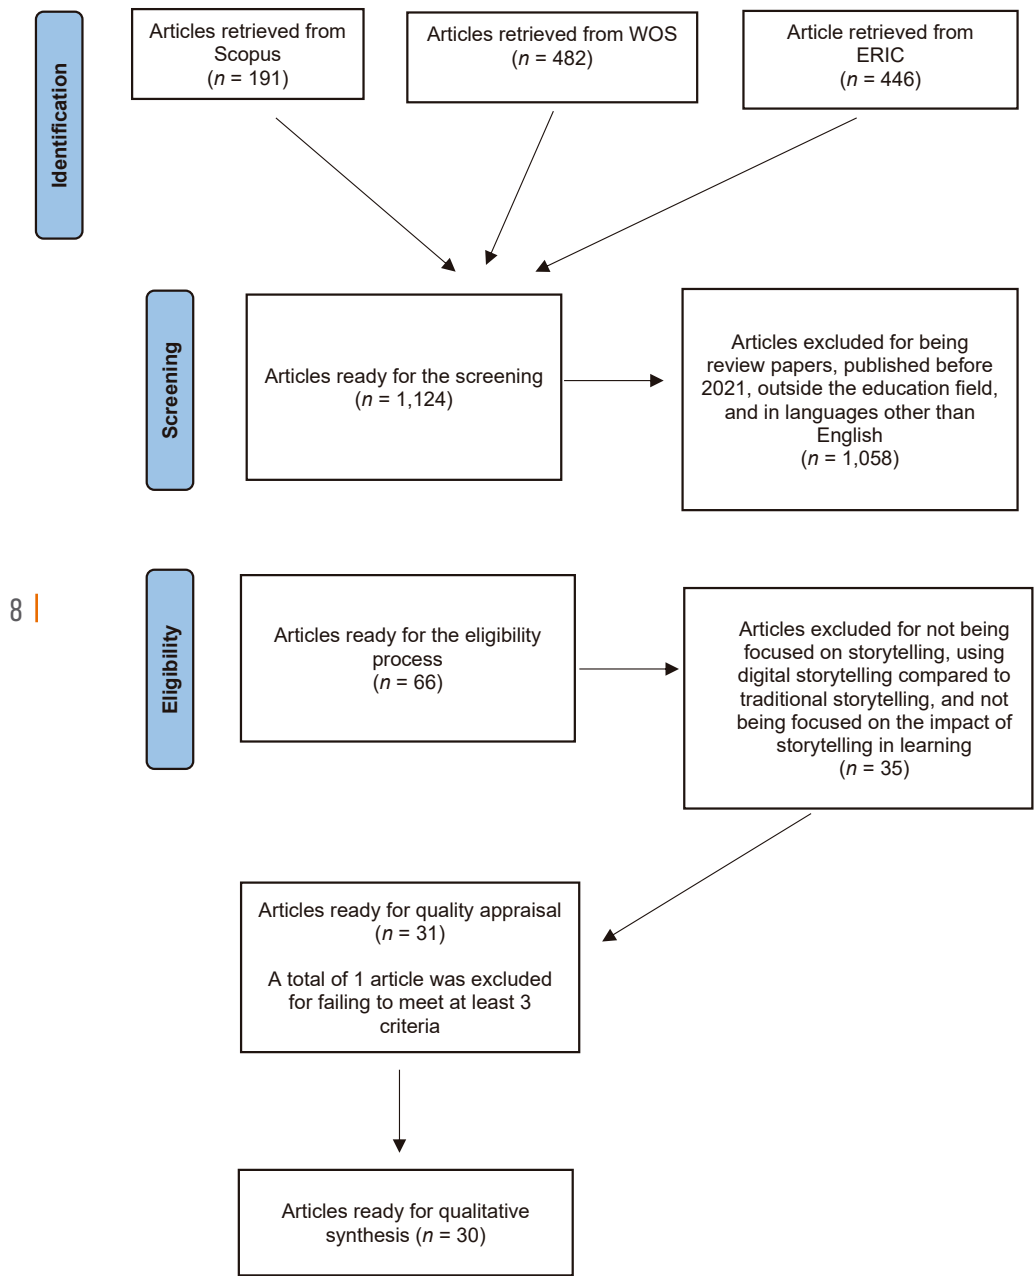 Identification
Articles retrieved from
Scopus
(n = 191)
Articles retrieved from WOS
(n = 482)
Article retrieved from
ERIC
(n = 446)
Screening
Articles ready for the screening
(n = 1,124)
Articles excluded for being
review papers, published before
2021, outside the education field,
and in languages other than
English
(n = 1,058)
8
Eligibility
Articles ready for the eligibility
process
(n = 66)
Articles excluded for not being
focused on storytelling, using
digital storytelling compared to
traditional storytelling, and not
being focused on the impact of
storytelling in learning
(n = 35)
Articles ready for quality appraisal
(n = 31)
A total of 1 article was excluded
for failing to meet at least 3
criteria
Articles ready for qualitative
synthesis (n = 30)